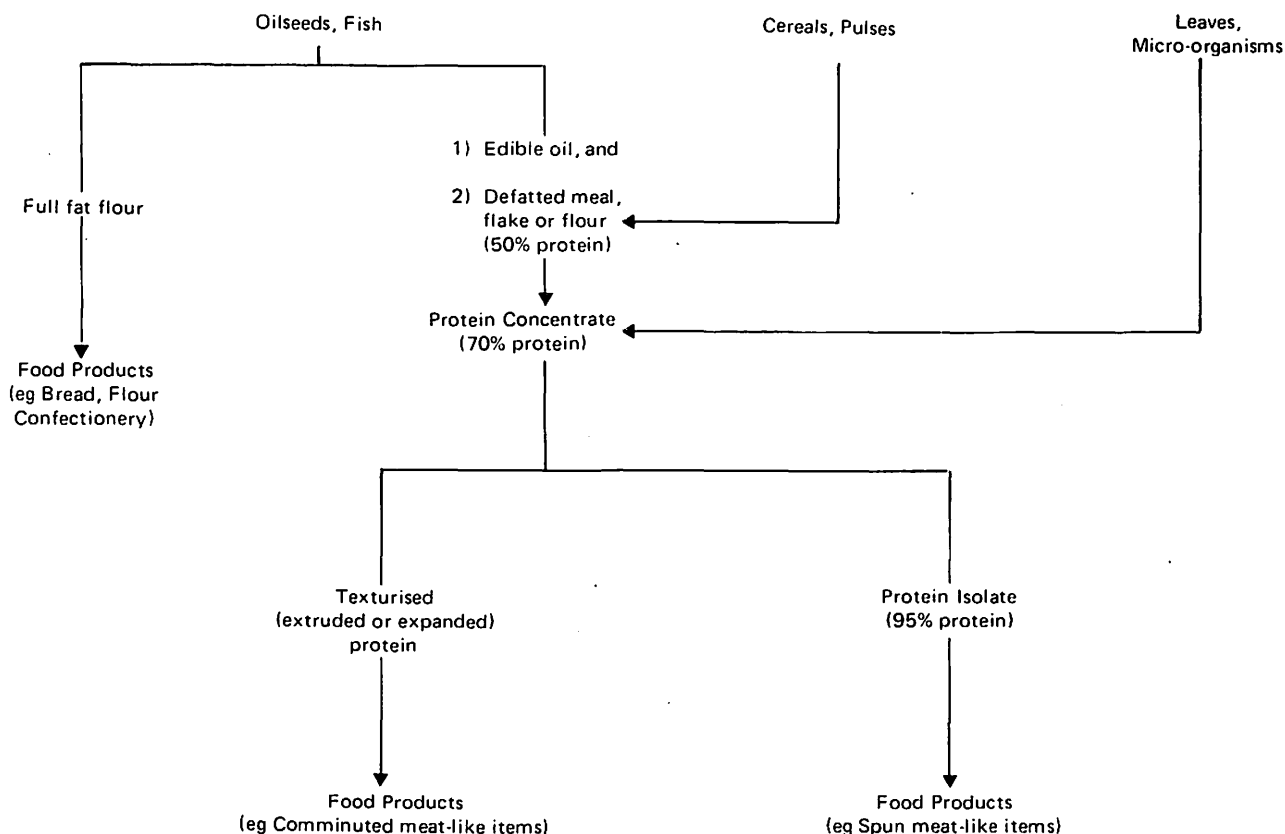 Oilseeds, Fish
Cereals, Pulses
Leaves,
Micro-organisms
1) Edible oil, and
2) Defatted meal,
flake or flour
(50% protein)
Full fat flour
Protein Concentrate
(70% protein)
Food Products
(eg Bread, Flour
Confectionery)
Texturised
(extruded or expanded)
protein
Protein Isolate
(95% protein)
Food Products
(eg Comminuted meat-like items)
Food Products
(eg Spun meat-like items)